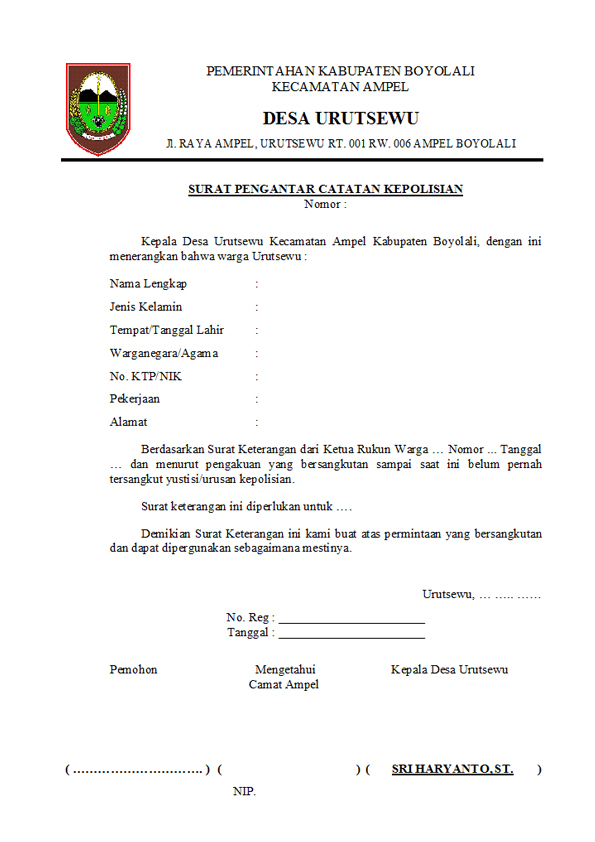 PEMERINTAHAN KABUPATEN BOYOLALI
KECAMATAN AMPEL
DESA URUTSEWU
Jl. RAYA AMPEL, URUTSEWU RT. 001 RW. 006 AMPEL BOYOLALI
SURAT PENGANTAR CATATAN KEPOLISIAN
Nomor :
Kepala Desa Urutsewu Kecamatan Ampel Kabupaten Boyolali, dengan ini
menerangkan bahwa warga Urutsewu :
Nama Lengkap :
Jenis Kelamin :
Tempat/Tanggal Lahir :
Warganegara/Agama :
No. KTP/NIK :
Pekerjaan :
Alamat :
Berdasarkan Surat Keterangan dari Ketua Rukun Warga … Nomor ... Tanggal
… dan menurut pengakuan yang bersangkutan sampai saat ini belum pernah
tersangkut yustisi/urusan kepolisian.
Surat keterangan ini diperlukan untuk ….
Demikian Surat Keterangan ini kami buat atas permintaan yang bersangkutan
dan dapat dipergunakan sebagaimana mestinya.
Urutsewu, … ….. ……
No. Reg : ________________________
Tanggal : ________________________
Pemohon Mengetahui Kepala Desa Urutsewu
Camat Ampel
( …………………………. ) ( ) ( SRI HARYANTO, ST. )
NIP.